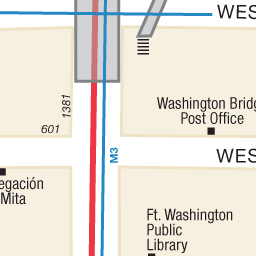 WES
1381
Washington Bridg
Post Office
601
WES
M3
egación
Mita
Ft. Washington
Public
Library